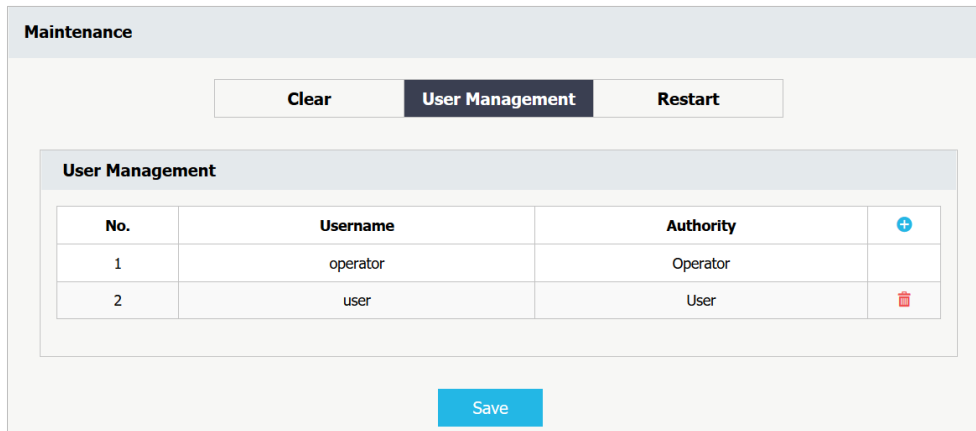 Maintenance
Clear User Management Restart
User Management
No. Username Authority
1 operator Operator
2 user User
Save